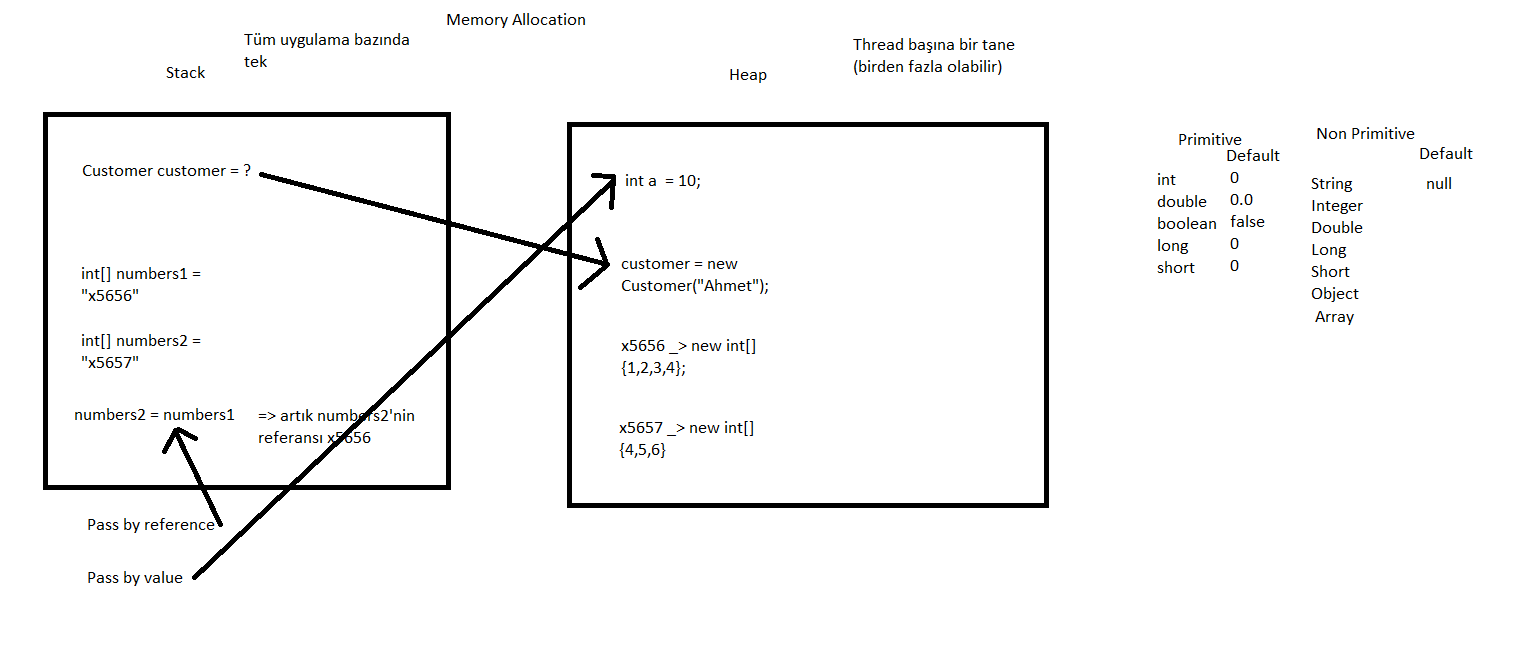 Memory Allocation
Tüm uygulama bazında
tek
Stack
Thread başına bir tane
(birden fazla olabilir)
Heap
Customer customer = ?
int[] numbers1 =
"x5656"
int[] numbers2 =
"x5657"
numbers2 = numbers1
=> artık numbers2'nin
referansı x5656
Pass by reference
Pass by value
int a  = 10;
customer = new
Customer("Ahmet");
x5656 _> new int[]
{1,2,3,4};
x5657 _> new int[]
{4,5,6}
Primitive
Default
int 0
double 0.0
boolean false
long 0
short 0
Non Primitive
Default
String null
Integer
Double
Long
Short
Object
Array